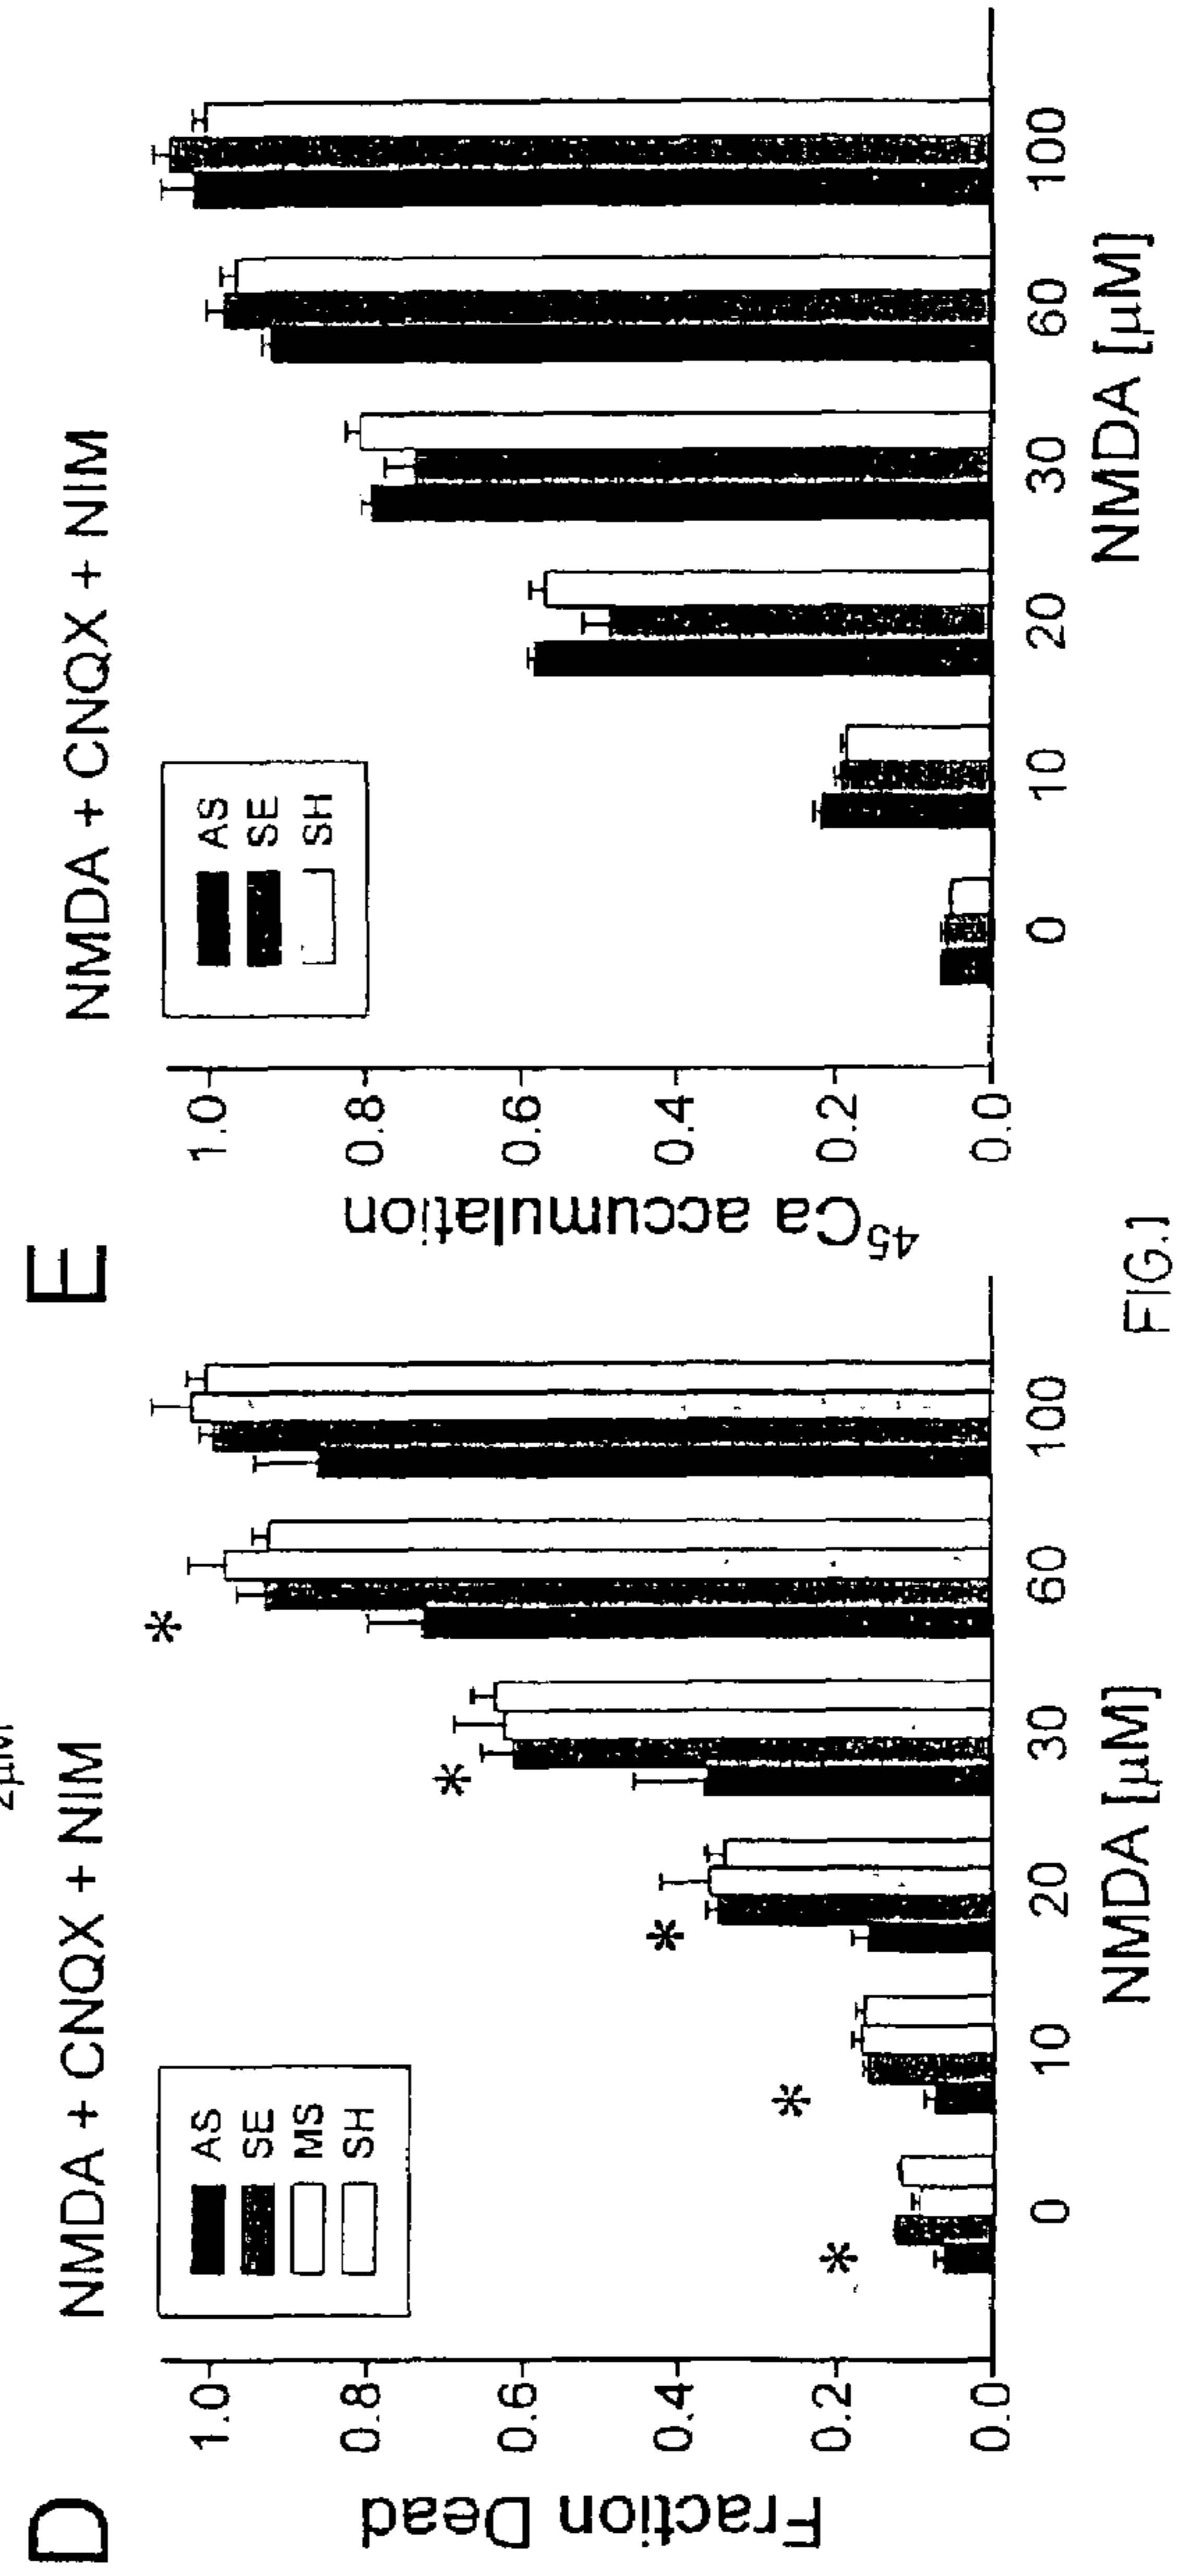 2μM
D
NMDA + CNQX + NIM
AS
SE
MS
SH
Fraction Dead
1.0
0.8
0.6
0.4
0.2
0.0
*
*
*
*
*
0 10 20 30 60 100
NMDA [μM]
E
NMDA + CNQX + NIM
AS
SE
SH
⁴⁵Ca accumulation
1.0
0.8
0.6
0.4
0.2
0.0
0 10 20 30 60 100
NMDA [μM]
FIG.1